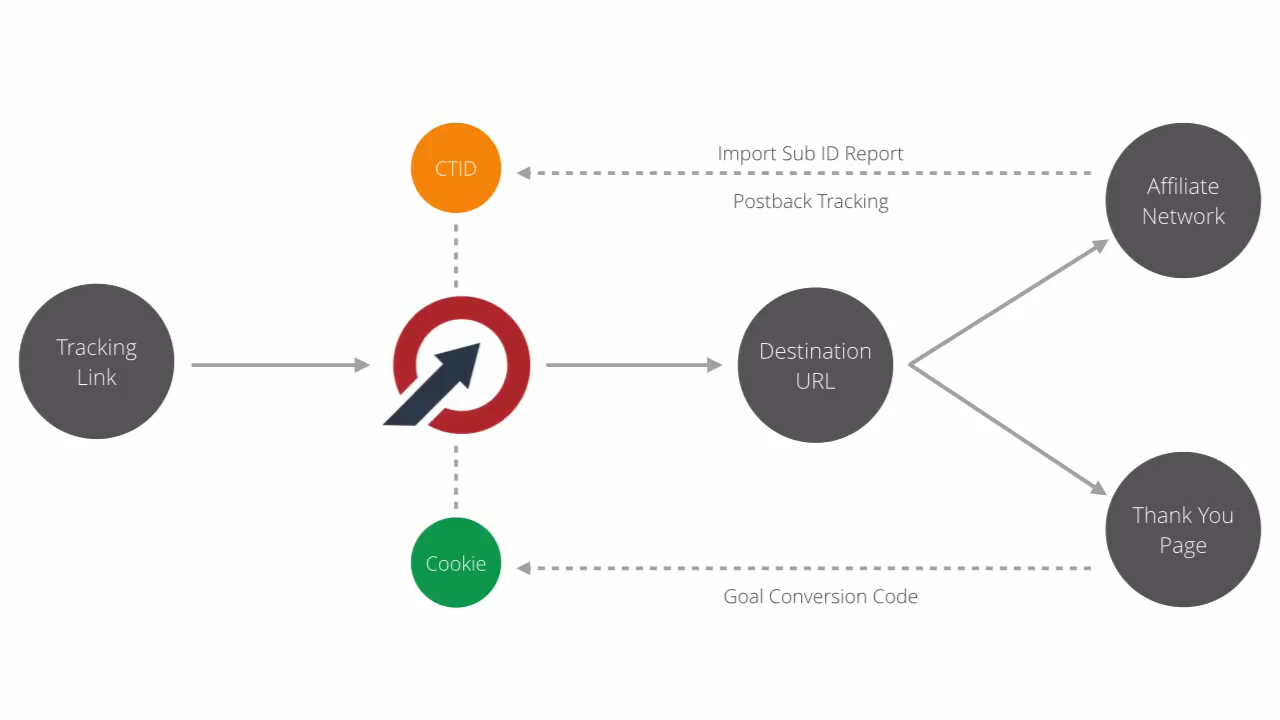 CTID
Import Sub ID Report
Postback Tracking
Affiliate
Network
Tracking
Link
Destination
URL
Cookie
Goal Conversion Code
Thank You
Page